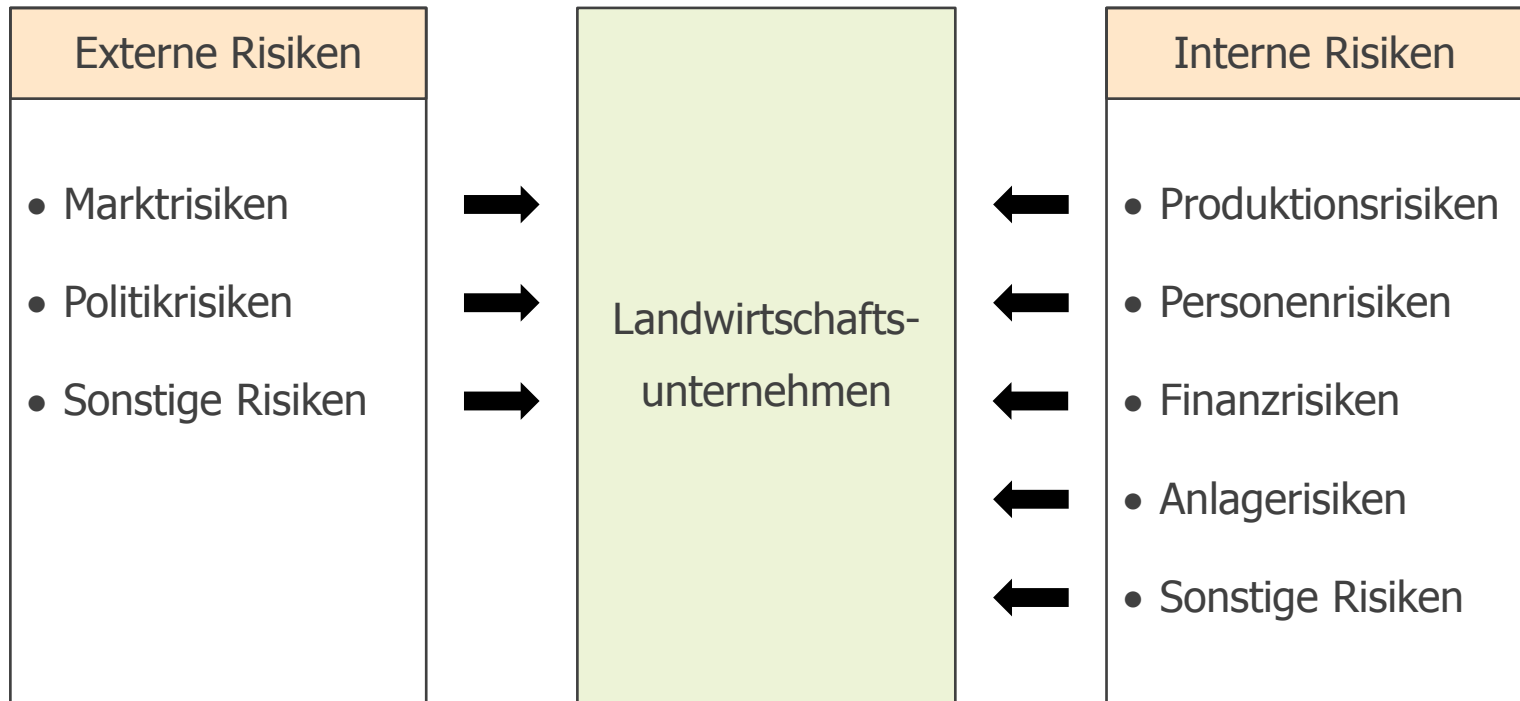 Externe Risiken
• Marktrisiken
• Politikrisiken
• Sonstige Risiken
Landwirtschafts-
unternehmen
Interne Risiken
• Produktionsrisiken
• Personenrisiken
• Finanzrisiken
• Anlagerisiken
• Sonstige Risiken